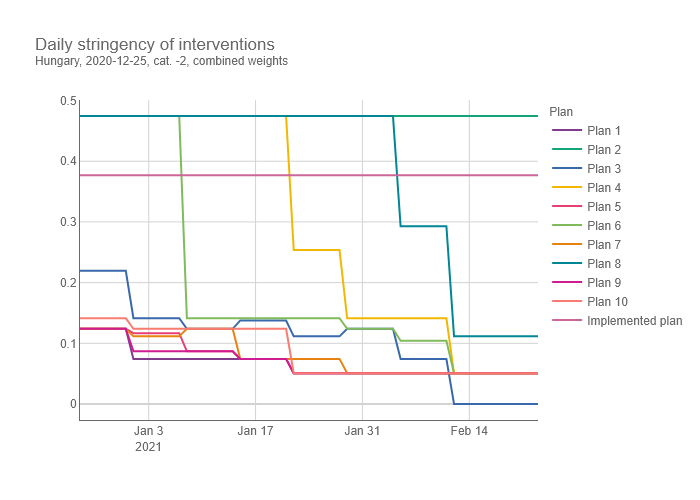 Daily stringency of interventions
Hungary, 2020-12-25, cat. -2, combined weights
0.5
0.4
0.3
0.2
0.1
0
Jan 3
2021
Jan 17
Jan 31
Feb 14
Plan
Plan 1
Plan 2
Plan 3
Plan 4
Plan 5
Plan 6
Plan 7
Plan 8
Plan 9
Plan 10
Implemented plan